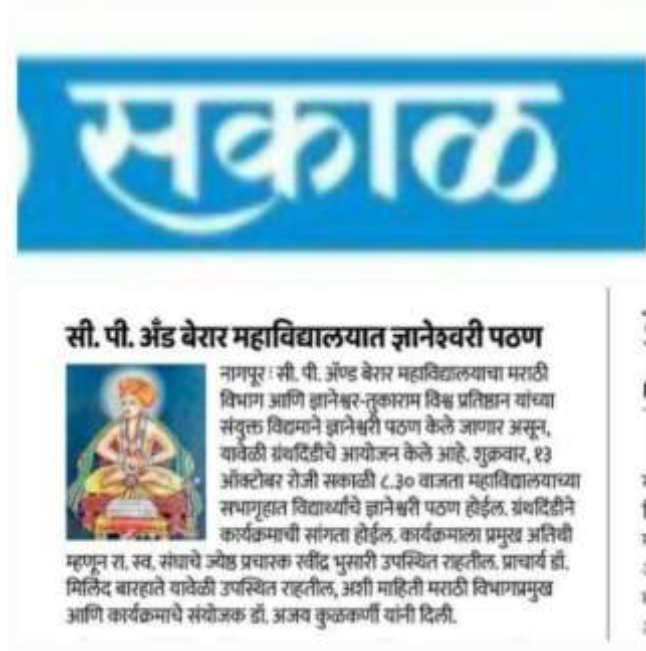 सकाळ
सी. पी. अँड बेरार महाविद्यालयात ज्ञानेश्वरी पठण
नागपूर : सी. पी. ॲण्ड बेरार महाविद्यालयाचा मराठी
विभाग आणि ज्ञानेश्वर-तुकाराम विश्व प्रतिष्ठान यांच्या
संयुक्त विद्यमाने ज्ञानेश्वरी पठण केले जाणार असून,
यावेळी ग्रंथदिंडीचे आयोजन केले आहे. शुक्रवार, १३
ऑक्टोबर रोजी सकाळी ८.३० वाजता महाविद्यालयाच्या
सभागृहात विद्यार्थ्यांचे ज्ञानेश्वरी पठण होईल. ग्रंथदिंडीने
कार्यक्रमाची सांगता होईल. कार्यक्रमाला प्रमुख अतिथी
म्हणून रा. स्व. संघाचे ज्येष्ठ प्रचारक रवींद्र भुसारी उपस्थित राहतील. प्राचार्य डॉ.
मिलिंद बारहाते यावेळी उपस्थित राहतील, अशी माहिती मराठी विभागप्रमुख
आणि कार्यक्रमाचे संयोजक डॉ. अजय कुळकर्णी यांनी दिली.